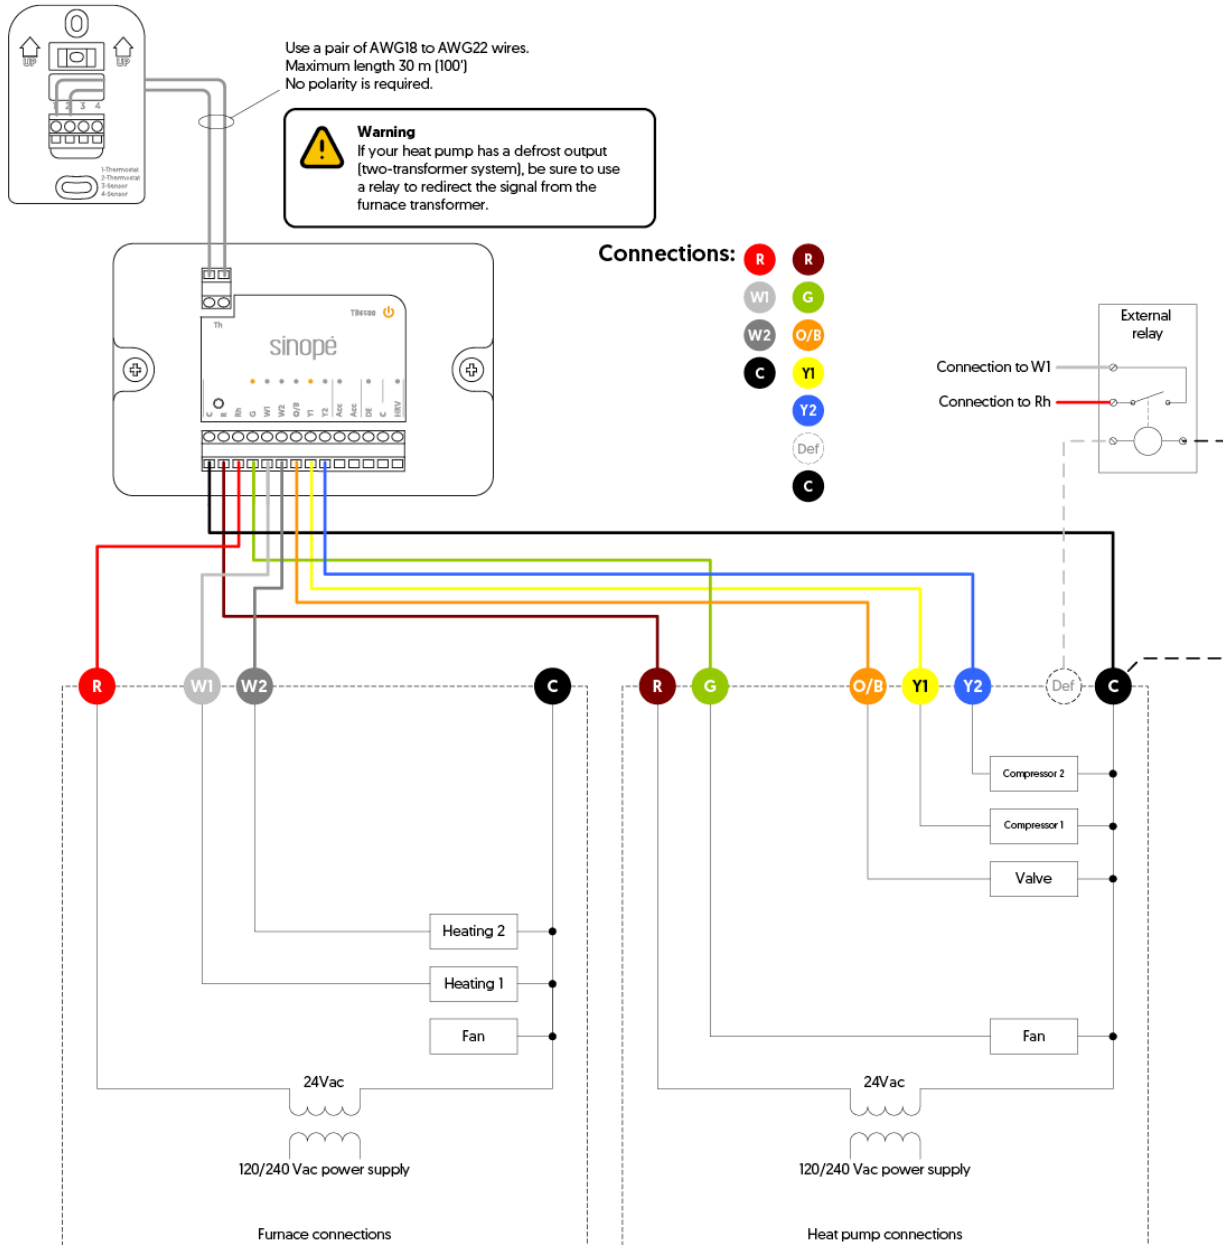 UP
UP
1 2 3 4
1-Thermostat
2-Thermostat
3-Sensor
4-Sensor
Use a pair of AWG18 to AWG22 wires.
Maximum length 30 m (100')
No polarity is required.
Warning
If your heat pump has a defrost output
(two-transformer system), be sure to use
a relay to redirect the signal from the
furnace transformer.
Connections:
R R
W1 G
W2 O/B
C Y1
Y2
Def
C
Th
sinopé
C R Rh G W1 W2 O/B Y1 Y2 Acc Acc DE C HRV
External
relay
Connection to W1
Connection to Rh
R W1 W2 C
R G O/B Y1 Y2 Def C
Compressor 2
Compressor 1
Valve
Heating 2
Heating 1
Fan
Fan
24Vac
24Vac
120/240 Vac power supply
120/240 Vac power supply
Furnace connections
Heat pump connections